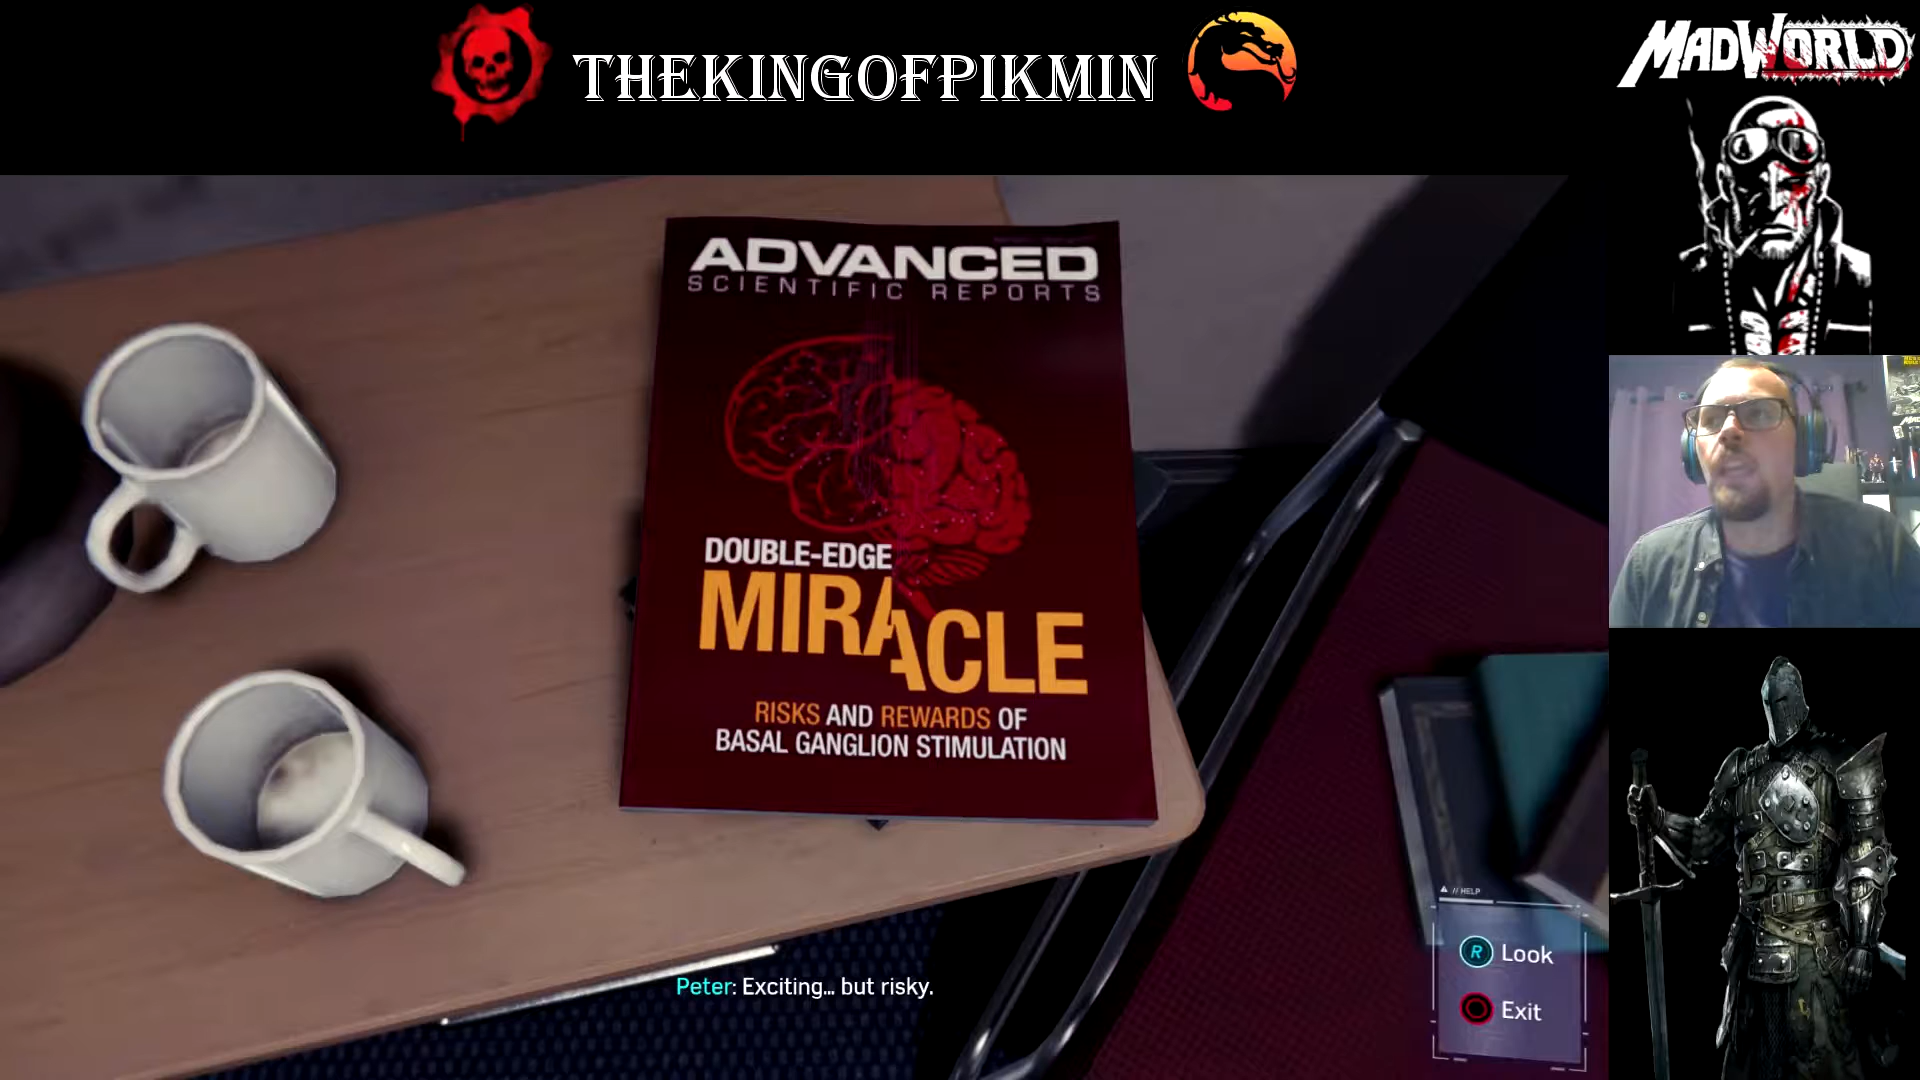 THEKINGOFPIKMIN
MADWORLD
ADVANCED
SCIENTIFIC REPORTS
DOUBLE-EDGE
MIRACLE
RISKS AND REWARDS OF
BASAL GANGLION STIMULATION
// HELP
R Look
Exit
Peter: Exciting... but risky.